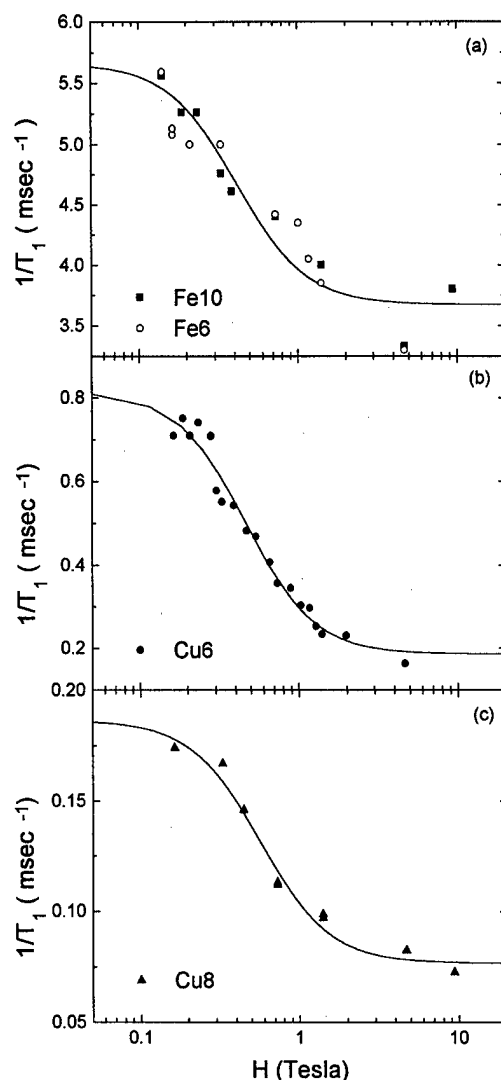 (a)
6.0
5.5
5.0
4.5
4.0
3.5
1/T1 ( msec -1)
Fe10
Fe6
(b)
0.8
0.6
0.4
0.2
1/T1 ( msec -1)
Cu6
(c)
0.20
0.15
0.10
0.05
1/T1 ( msec -1)
Cu8
0.1
1
10
H (Tesla)